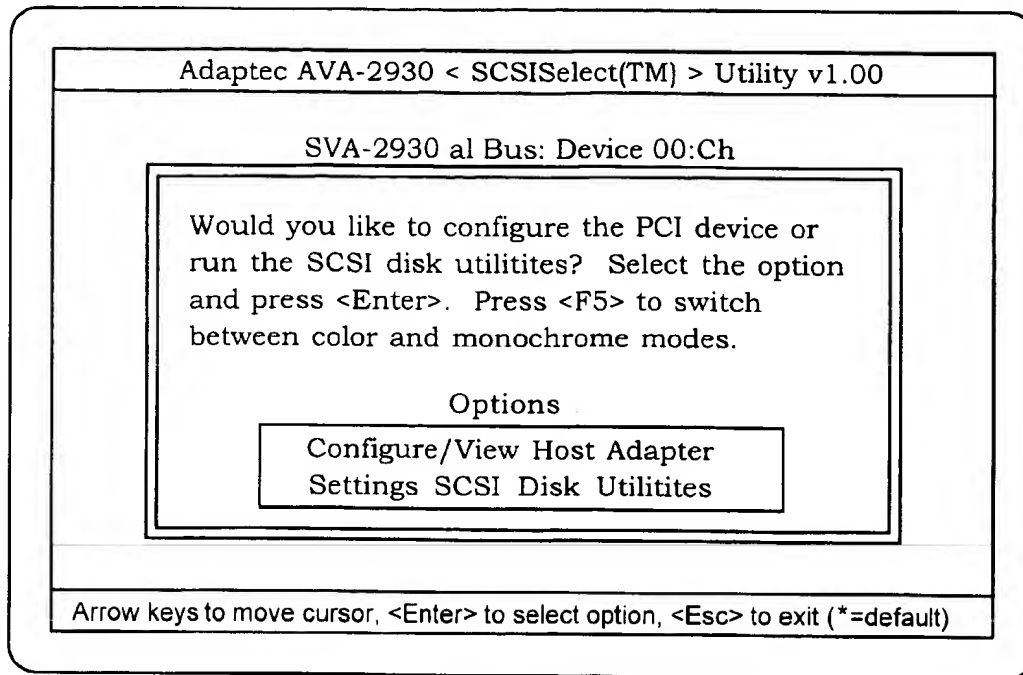 Adaptec AVA-2930 < SCSISelect(TM) > Utility v1.00
SVA-2930 al Bus: Device 00:Ch
Would you like to configure the PCI device or
run the SCSI disk utilitites? Select the option
and press <Enter>. Press <F5> to switch
between color and monochrome modes.
Options
Configure/View Host Adapter
Settings SCSI Disk Utilitites
Arrow keys to move cursor, <Enter> to select option, <Esc> to exit (*=default)